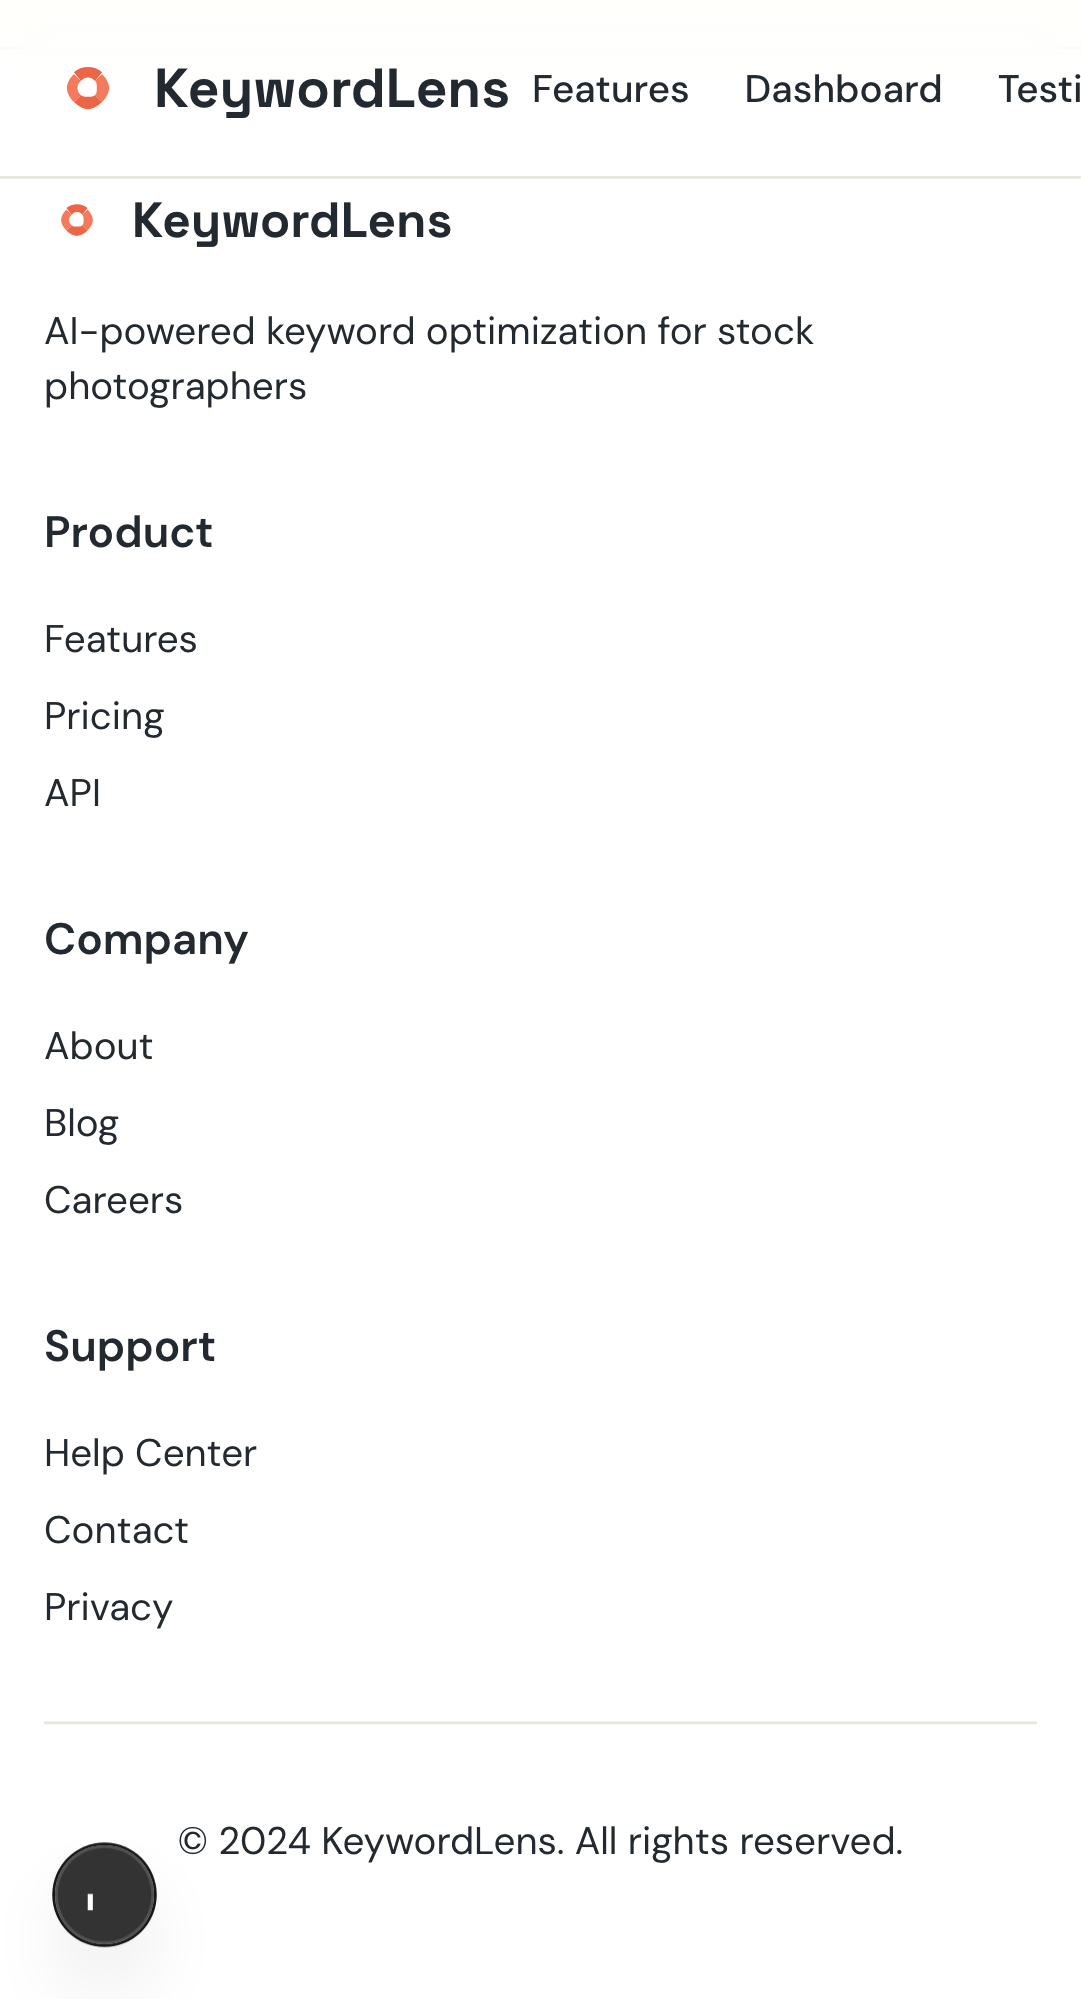 KeywordLens Features Dashboard Testi
KeywordLens
AI-powered keyword optimization for stock
photographers
Product
Features
Pricing
API
Company
About
Blog
Careers
Support
Help Center
Contact
Privacy
© 2024 KeywordLens. All rights reserved.